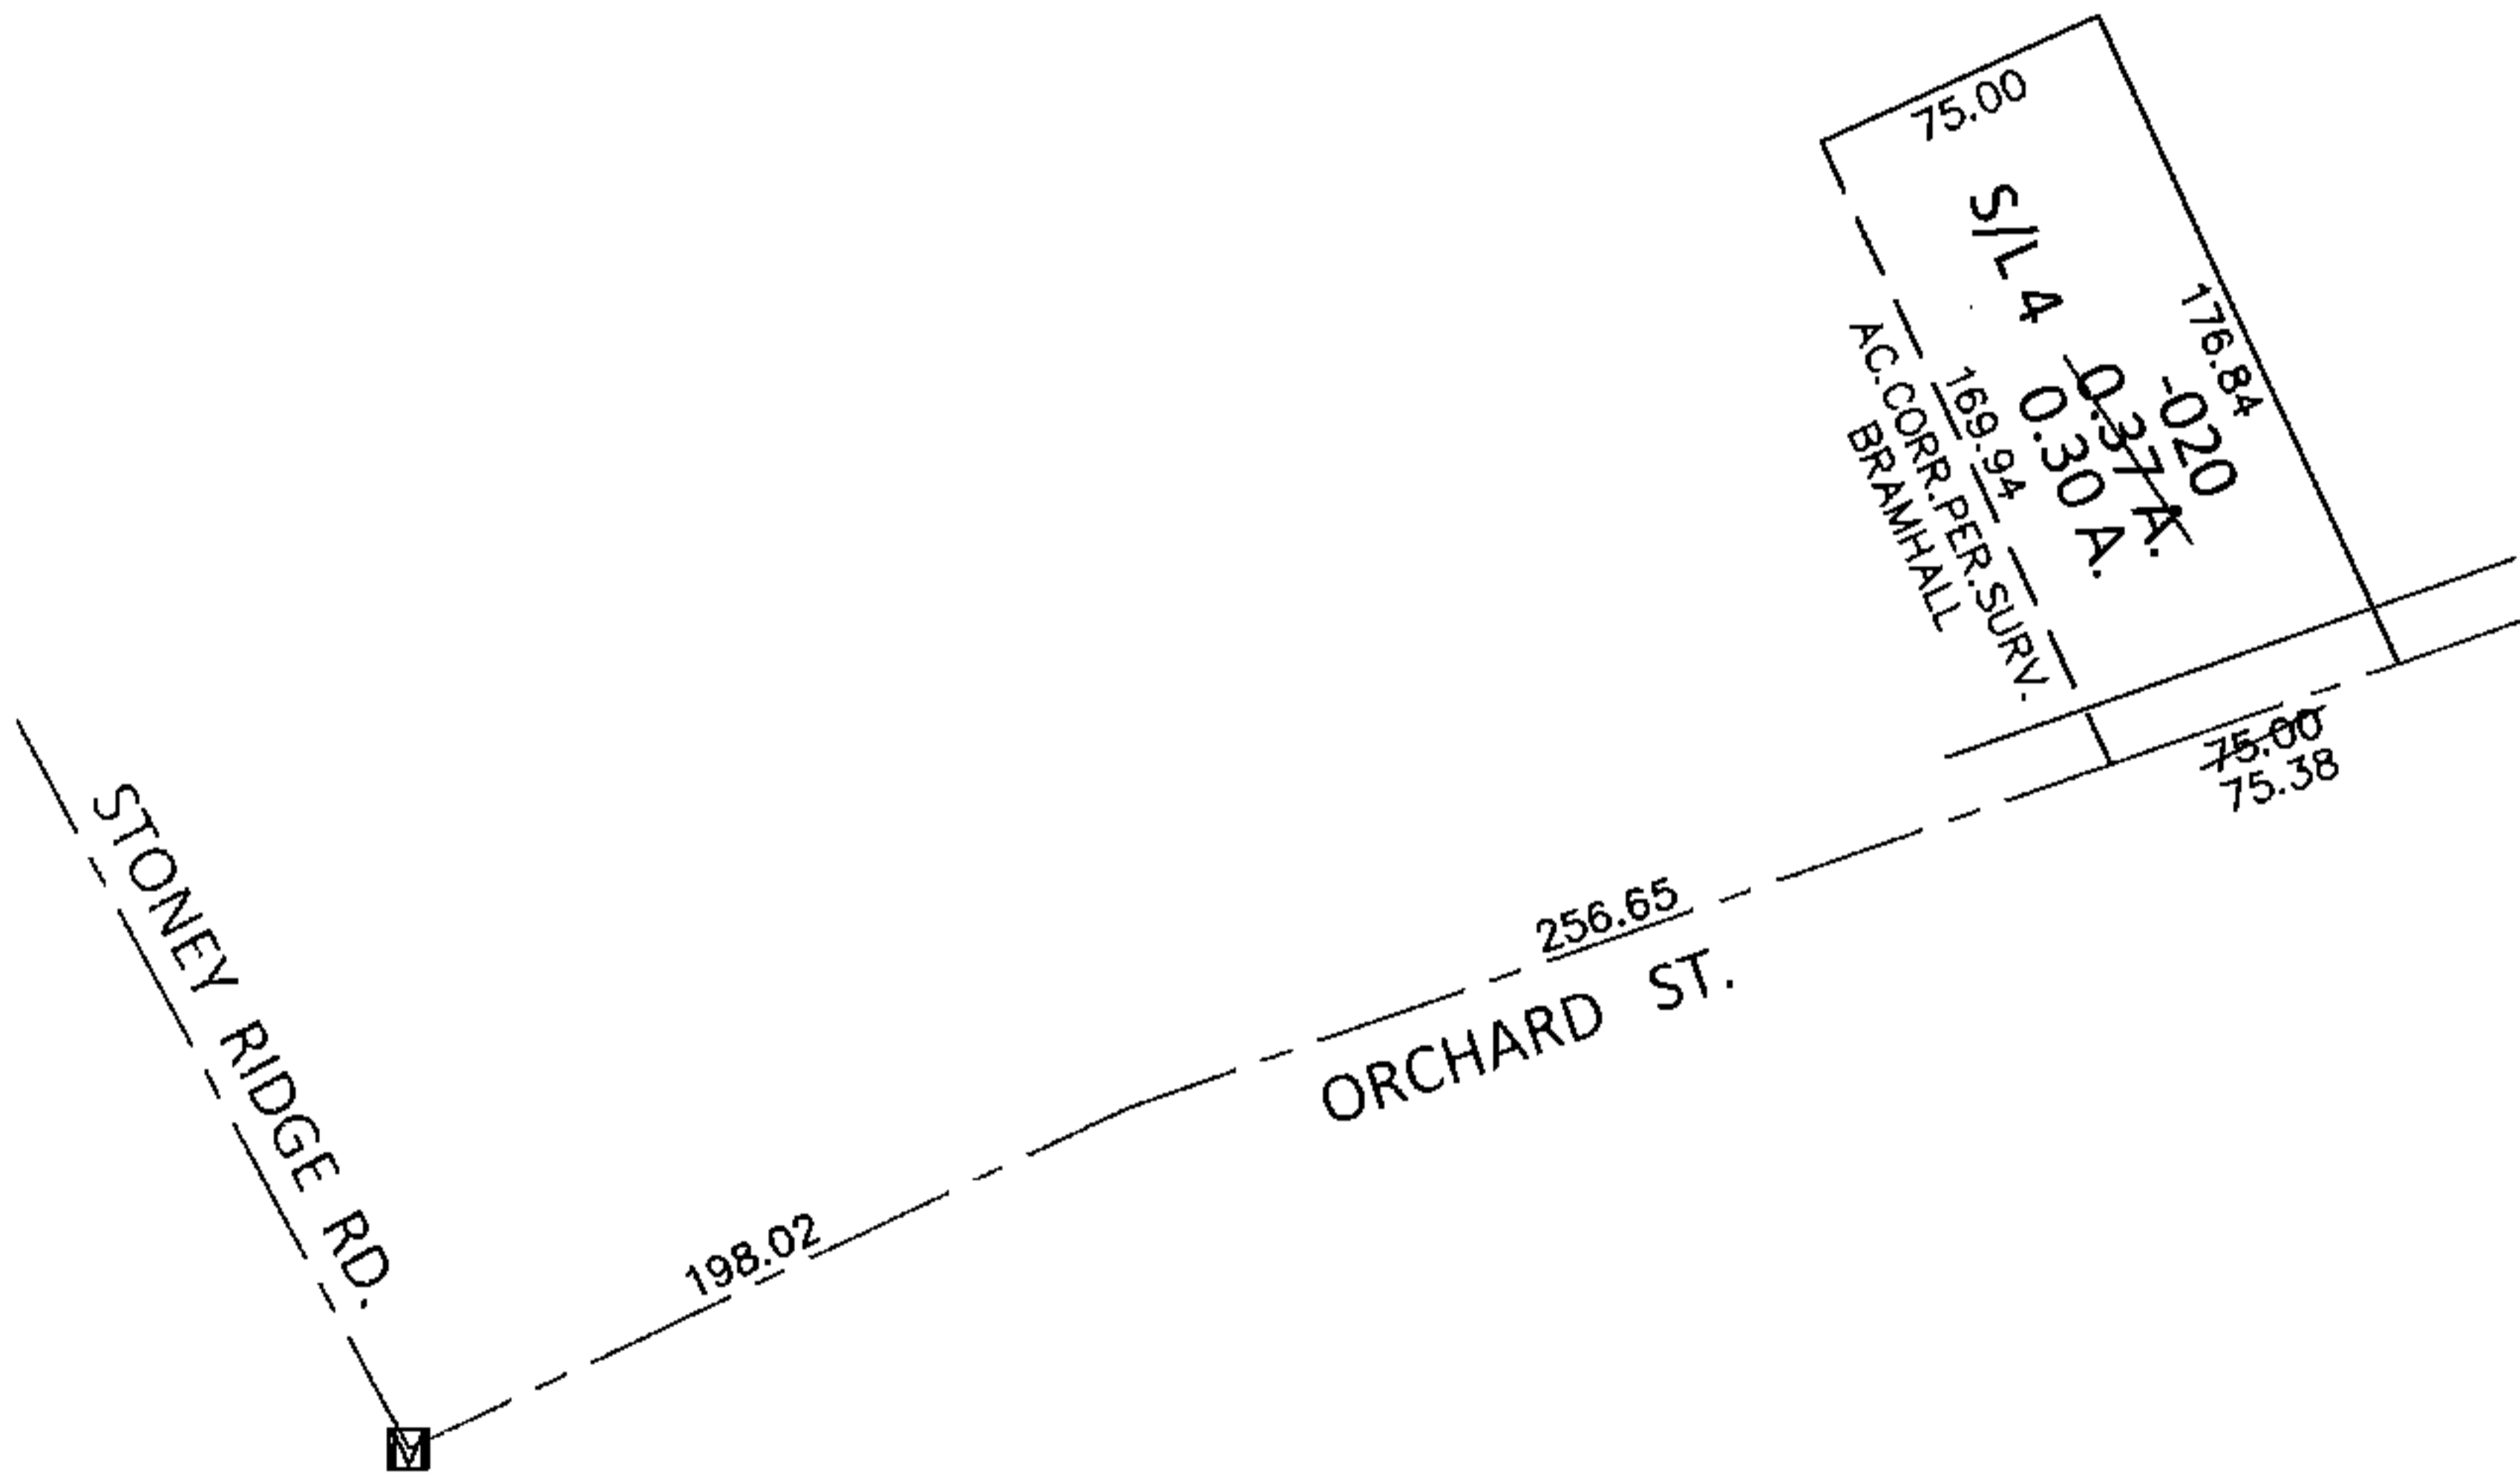 75.00
S/L 4
176.84
-020
0.37 A.
0.30 A.
169.94
AC.CORR.PER.SURV.
BRAMHALL
75.00
75.38
256.65
ORCHARD ST.
198.02
STONEY RIDGE RD.